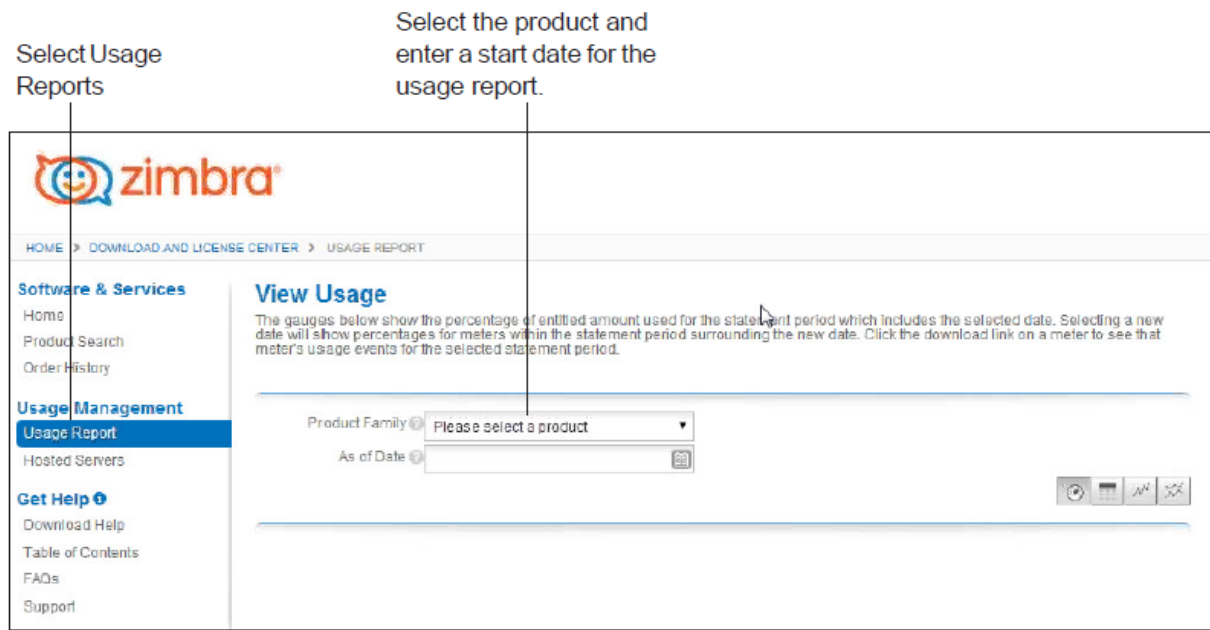 Select Usage
Reports
Select the product and
enter a start date for the
usage report.
zimbra
HOME > DOWNLOAD AND LICENSE CENTER > USAGE REPORT
Software & Services
Home
Product Search
Order History
Usage Management
Usage Report
Hosted Servers
Get Help
Download Help
Table of Contents
FAQs
Support
View Usage
The gauges below show the percentage of entitled amount used for the statement period which includes the selected date. Selecting a new
date will show percentages for meters within the statement period surrounding the new date. Click the download link on a meter to see that
meter's usage events for the selected statement period.
Product Family
Please select a product
As of Date